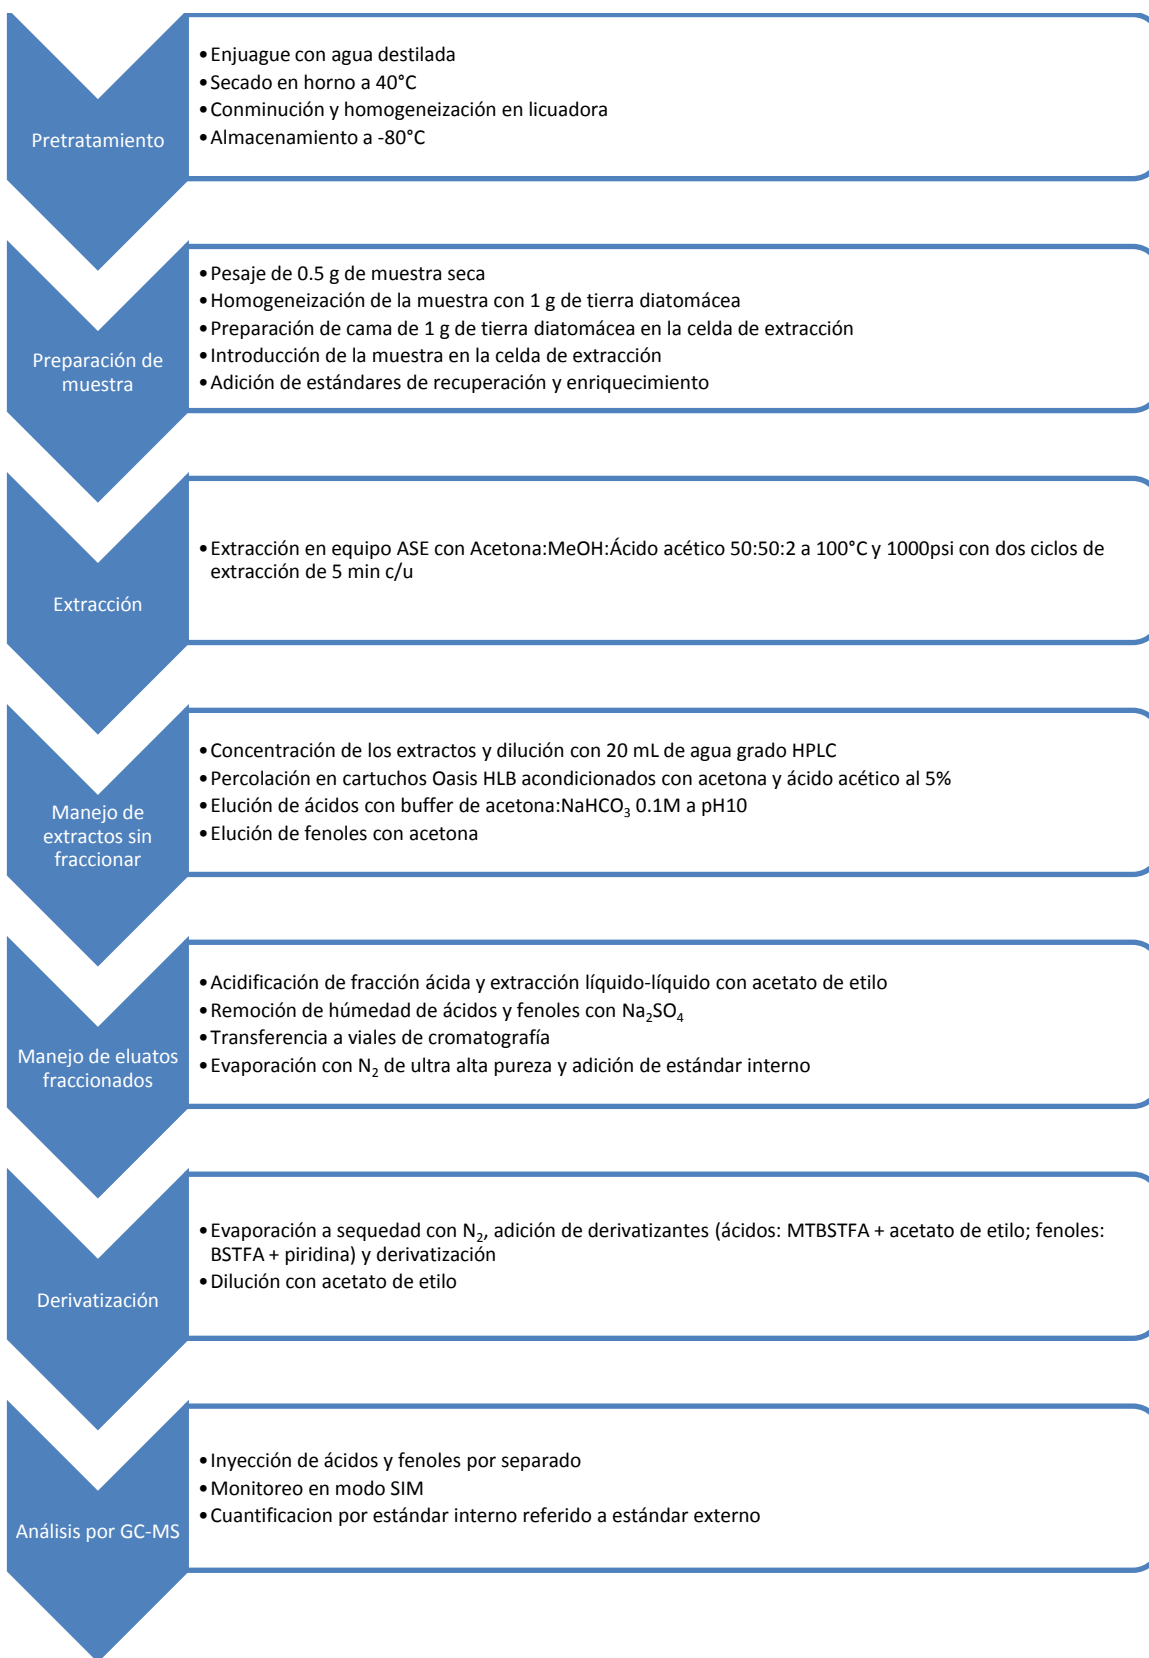 Pretratamiento
•Enjuague con agua destilada
•Secado en horno a 40°C
•Conminución y homogeneización en licuadora
•Almacenamiento a -80°C
Preparación de
muestra
•Pesaje de 0.5 g de muestra seca
•Homogeneización de la muestra con 1 g de tierra diatomácea
•Preparación de cama de 1 g de tierra diatomácea en la celda de extracción
•Introducción de la muestra en la celda de extracción
•Adición de estándares de recuperación y enriquecimiento
Extracción
•Extracción en equipo ASE con Acetona:MeOH:Ácido acético 50:50:2 a 100°C y 1000psi con dos ciclos de
extracción de 5 min c/u
Manejo de
extractos sin
fraccionar
•Concentración de los extractos y dilución con 20 mL de agua grado HPLC
•Percolación en cartuchos Oasis HLB acondicionados con acetona y ácido acético al 5%
•Elución de ácidos con buffer de acetona:NaHCO₃ 0.1M a pH10
•Elución de fenoles con acetona
Manejo de eluatos
fraccionados
•Acidificación de fracción ácida y extracción líquido-líquido con acetato de etilo
•Remoción de húmedad de ácidos y fenoles con Na₂SO₄
•Transferencia a viales de cromatografía
•Evaporación con N₂ de ultra alta pureza y adición de estándar interno
Derivatización
•Evaporación a sequedad con N₂, adición de derivatizantes (ácidos: MTBSTFA + acetato de etilo; fenoles:
BSTFA + piridina) y derivatización
•Dilución con acetato de etilo
Análisis por GC-MS
•Inyección de ácidos y fenoles por separado
•Monitoreo en modo SIM
•Cuantificacion por estándar interno referido a estándar externo